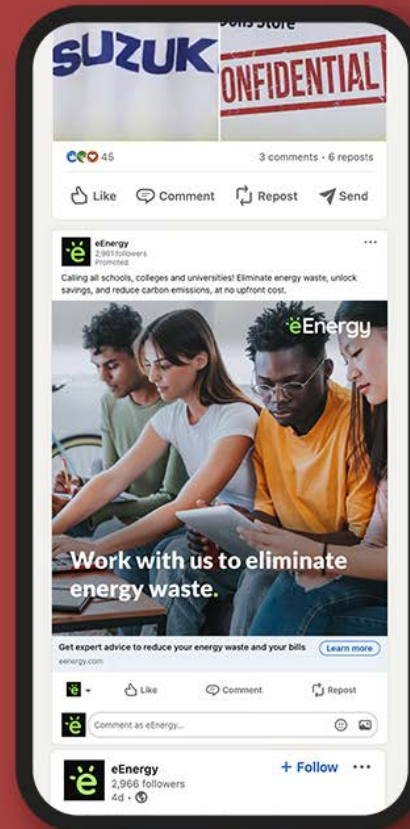 Dons Store
SUZUK
ONFIDENTIAL
45
3 comments • 6 reposts
Like
Comment
Repost
Send
eEnergy
2,961 followers
Promoted
Calling all schools, colleges and universities! Eliminate energy waste, unlock
savings, and reduce carbon emissions, at no upfront cost.
ëEnergy
Work with us to eliminate
energy waste.
Get expert advice to reduce your energy waste and your bills
Learn more
eenergy.com
Like
Comment
Repost
Comment as eEnergy...
eEnergy
+ Follow
2,966 followers
4d •